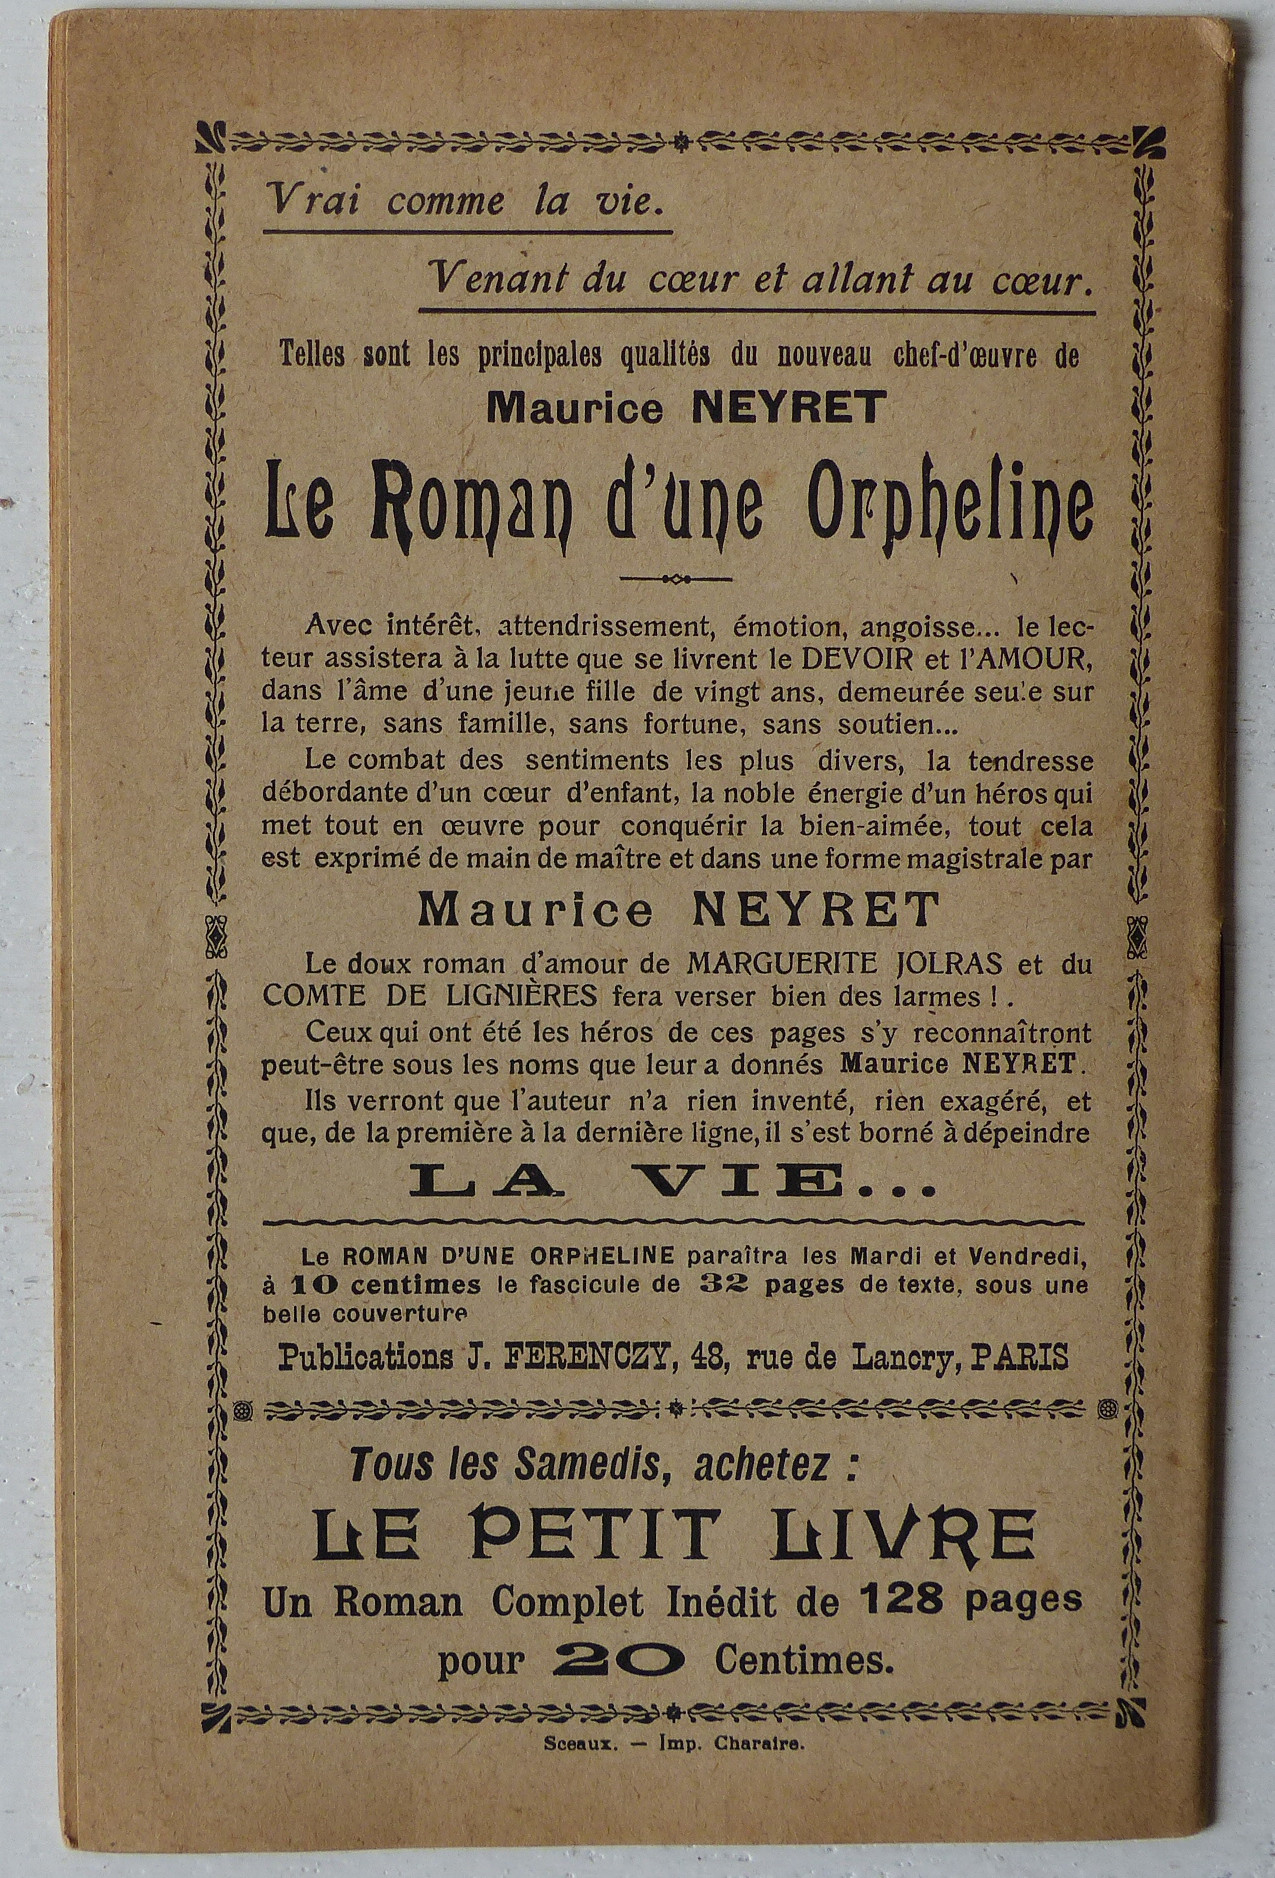 Vrai comme la vie.
Venant du cœur et allant au cœur.
Telles sont les principales qualités du nouveau chef-d'œuvre de
Maurice NEYRET
Le Roman d'une Orpheline
Avec intérêt, attendrissement, émotion, angoisse... le lec-
teur assistera à la lutte que se livrent le DEVOIR et l'AMOUR,
dans l'âme d'une jeune fille de vingt ans, demeurée seule sur
la terre, sans famille, sans fortune, sans soutien...
Le combat des sentiments les plus divers, la tendresse
débordante d'un cœur d'enfant, la noble énergie d'un héros qui
met tout en œuvre pour conquérir la bien-aimée, tout cela
est exprimé de main de maître et dans une forme magistrale par
Maurice NEYRET
Le doux roman d'amour de MARGUERITE JOLRAS et du
COMTE DE LIGNIÈRES fera verser bien des larmes !.
Ceux qui ont été les héros de ces pages s'y reconnaîtront
peut-être sous les noms que leur a donnés Maurice NEYRET.
Ils verront que l'auteur n'a rien inventé, rien exagéré, et
que, de la première à la dernière ligne, il s'est borné à dépeindre
LA VIE...
Le ROMAN D'UNE ORPHELINE paraîtra les Mardi et Vendredi,
à 10 centimes le fascicule de 32 pages de texte, sous une
belle couverture
Publications J. FERENCZY, 48, rue de Lancry, PARIS
Tous les Samedis, achetez :
LE PETIT LIVRE
Un Roman Complet Inédit de 128 pages
pour 20 Centimes.
Sceaux. — Imp. Charaire.